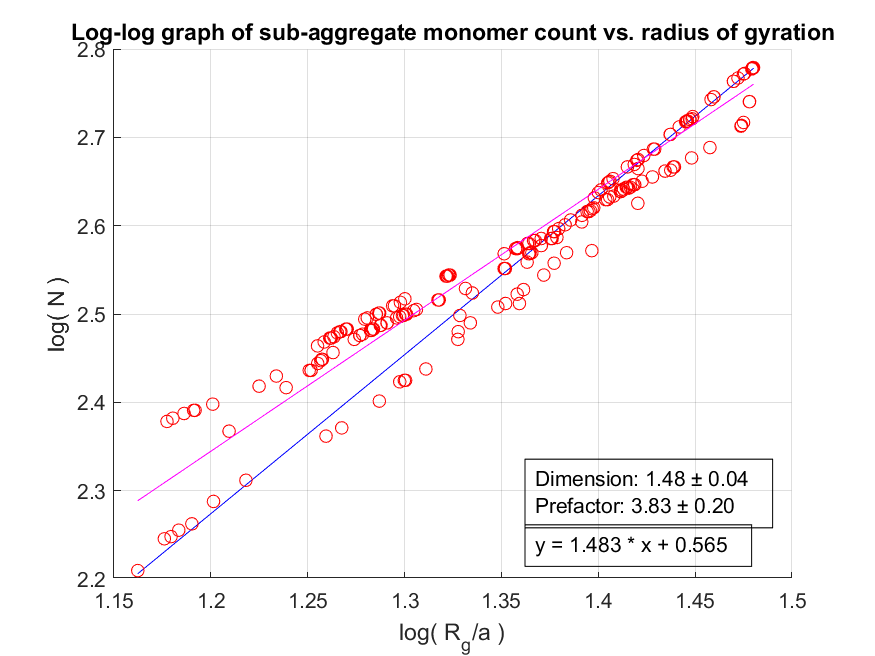 Log-log graph of sub-aggregate monomer count vs. radius of gyration
2.8
2.7
2.6
2.5
2.4
2.3
2.2
log( N )
Dimension: 1.48 ± 0.04
Prefactor: 3.83 ± 0.20
y = 1.483 * x + 0.565
1.15 1.2 1.25 1.3 1.35 1.4 1.45 1.5
log( Rg/a )